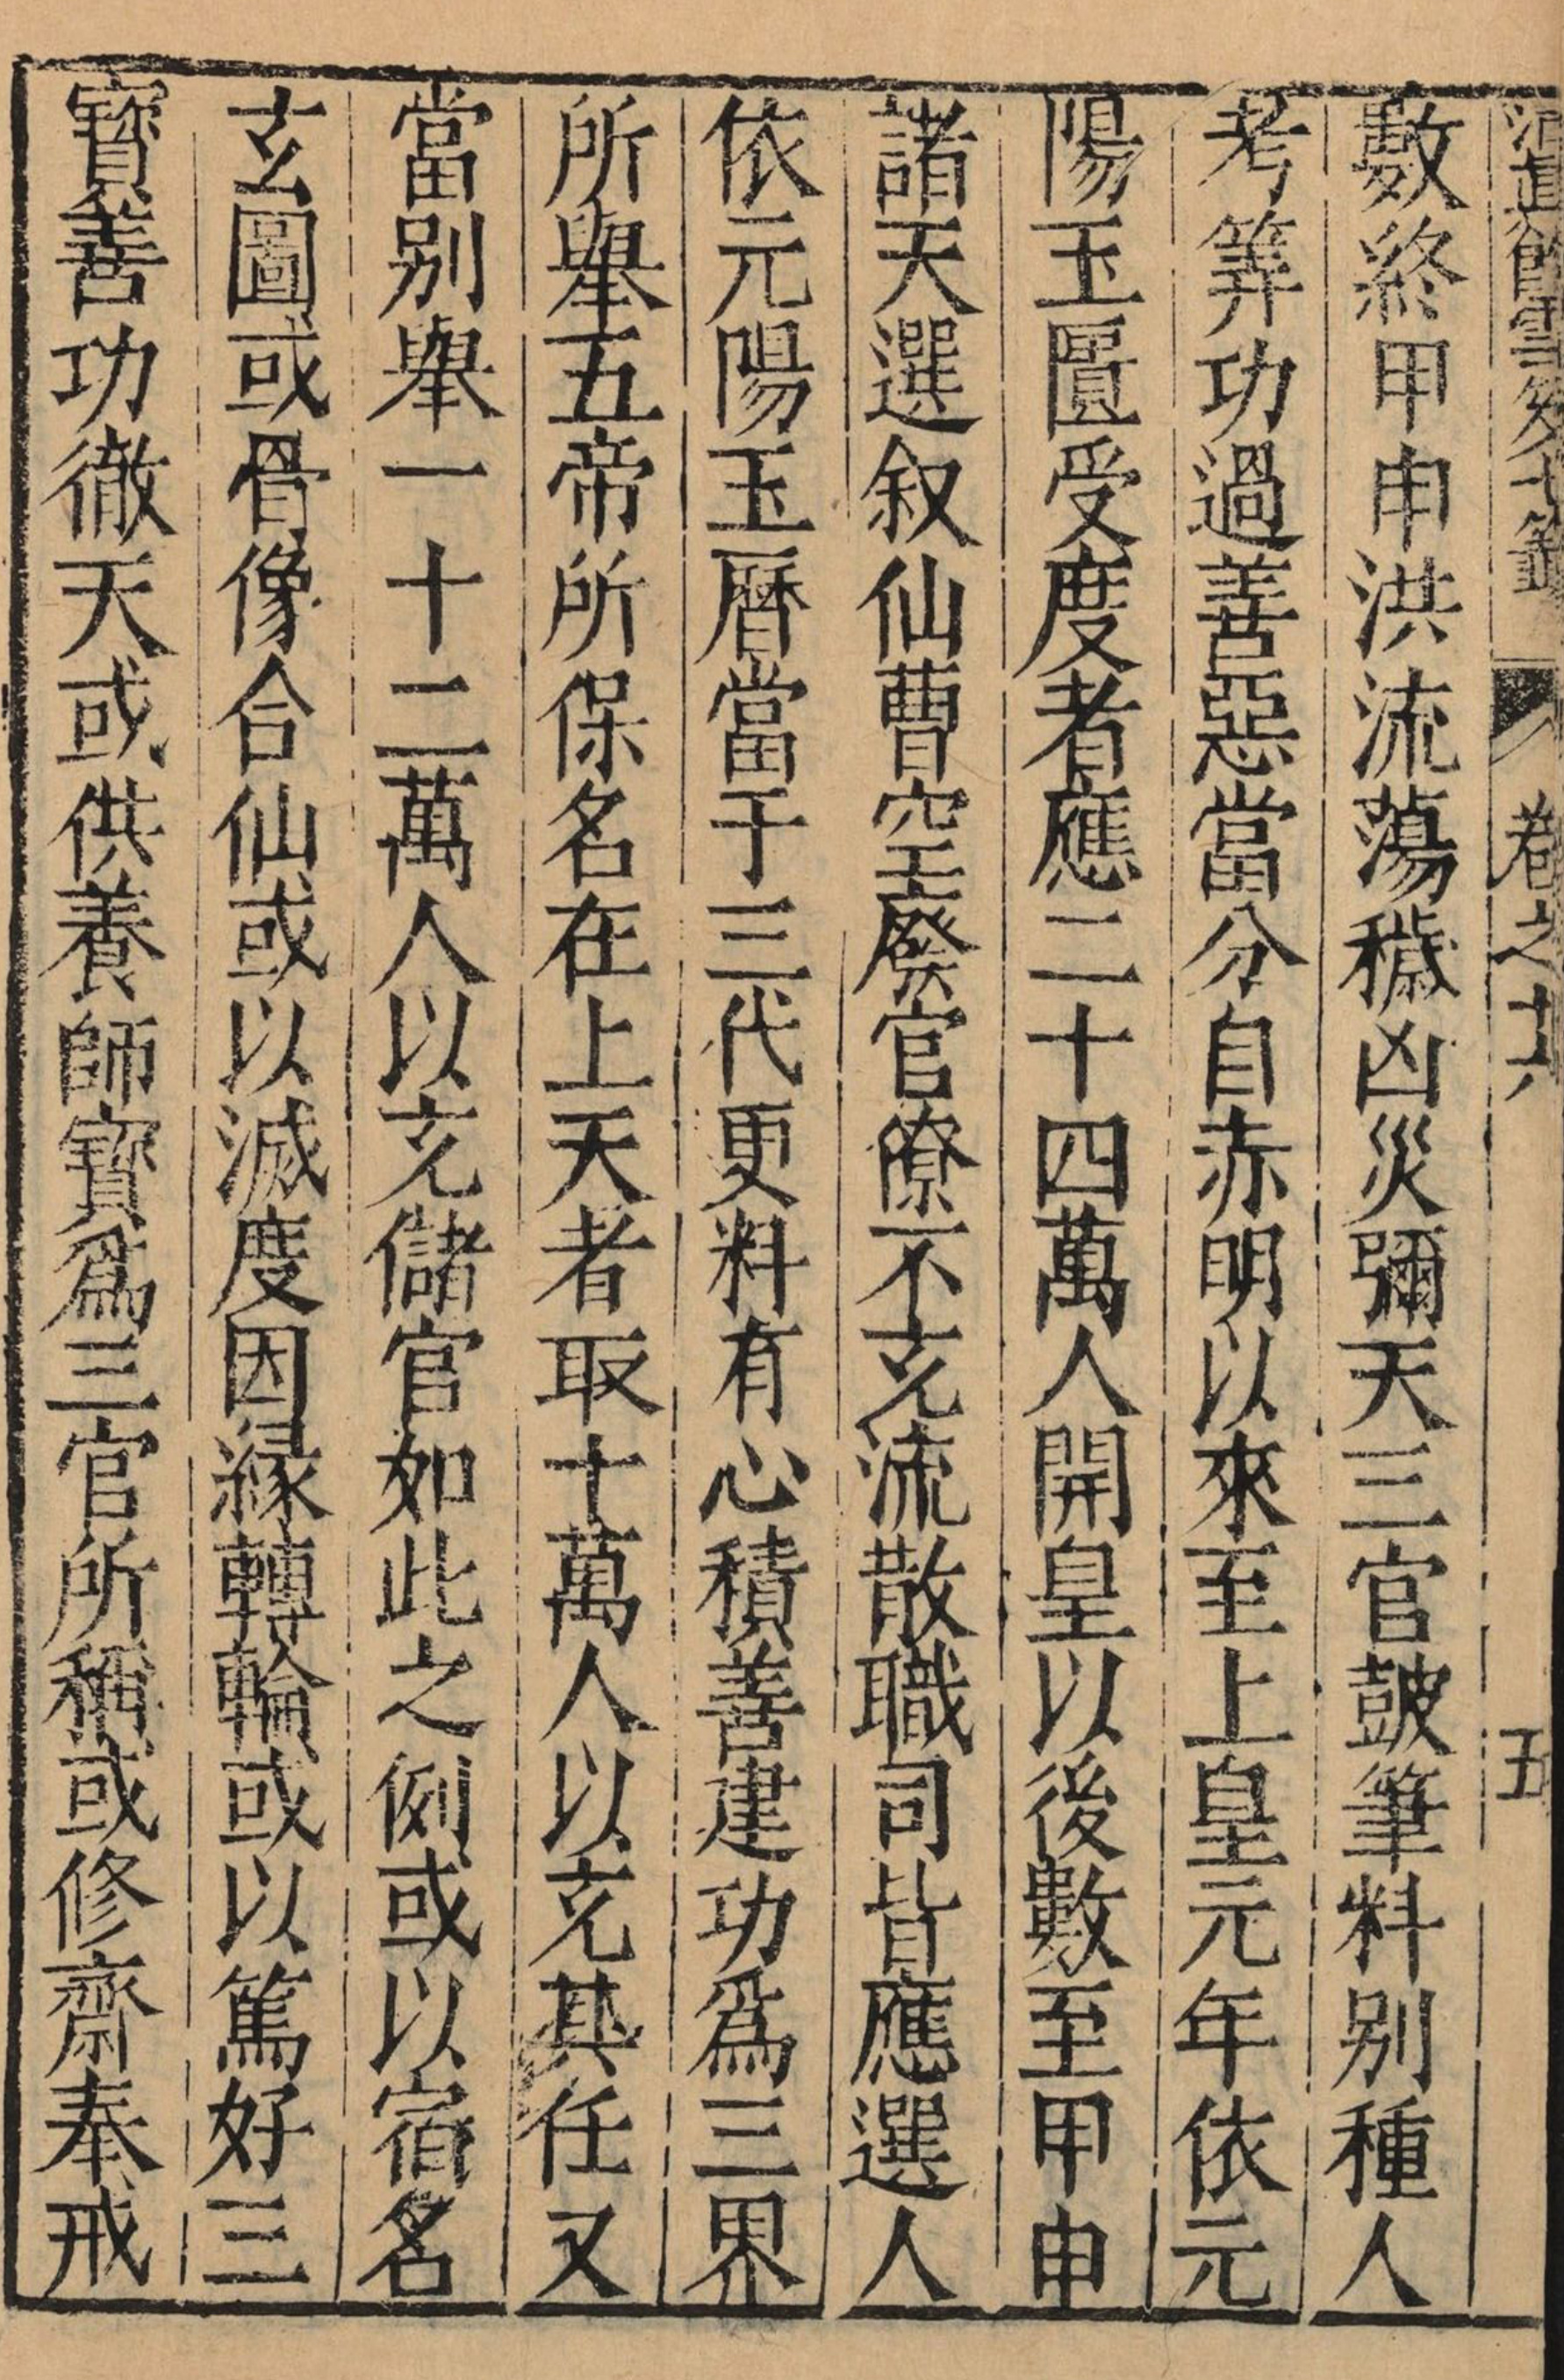 卷之十六
五
數終甲申洪流蕩穢凶災彌天三官鼓筆料別種人
考筭功過善惡當分自赤明以來至上皇元年依元
陽玉匱受度者應二十四萬人開皇以後數至甲申
諸天選叙仙曹空廢官僚不充流散職司皆應選人
依元陽玉曆當于三代更料有心積善建功爲三界
所舉五帝所保名在上天者取十萬人以充其任又
當別舉一十二萬人以充儲官如此之例或以宿名
玄圖或骨像合仙或以滅度因緣轉輪或以篤好三
寶善功徹天或供養師寶爲三官所稱或修齋奉戒